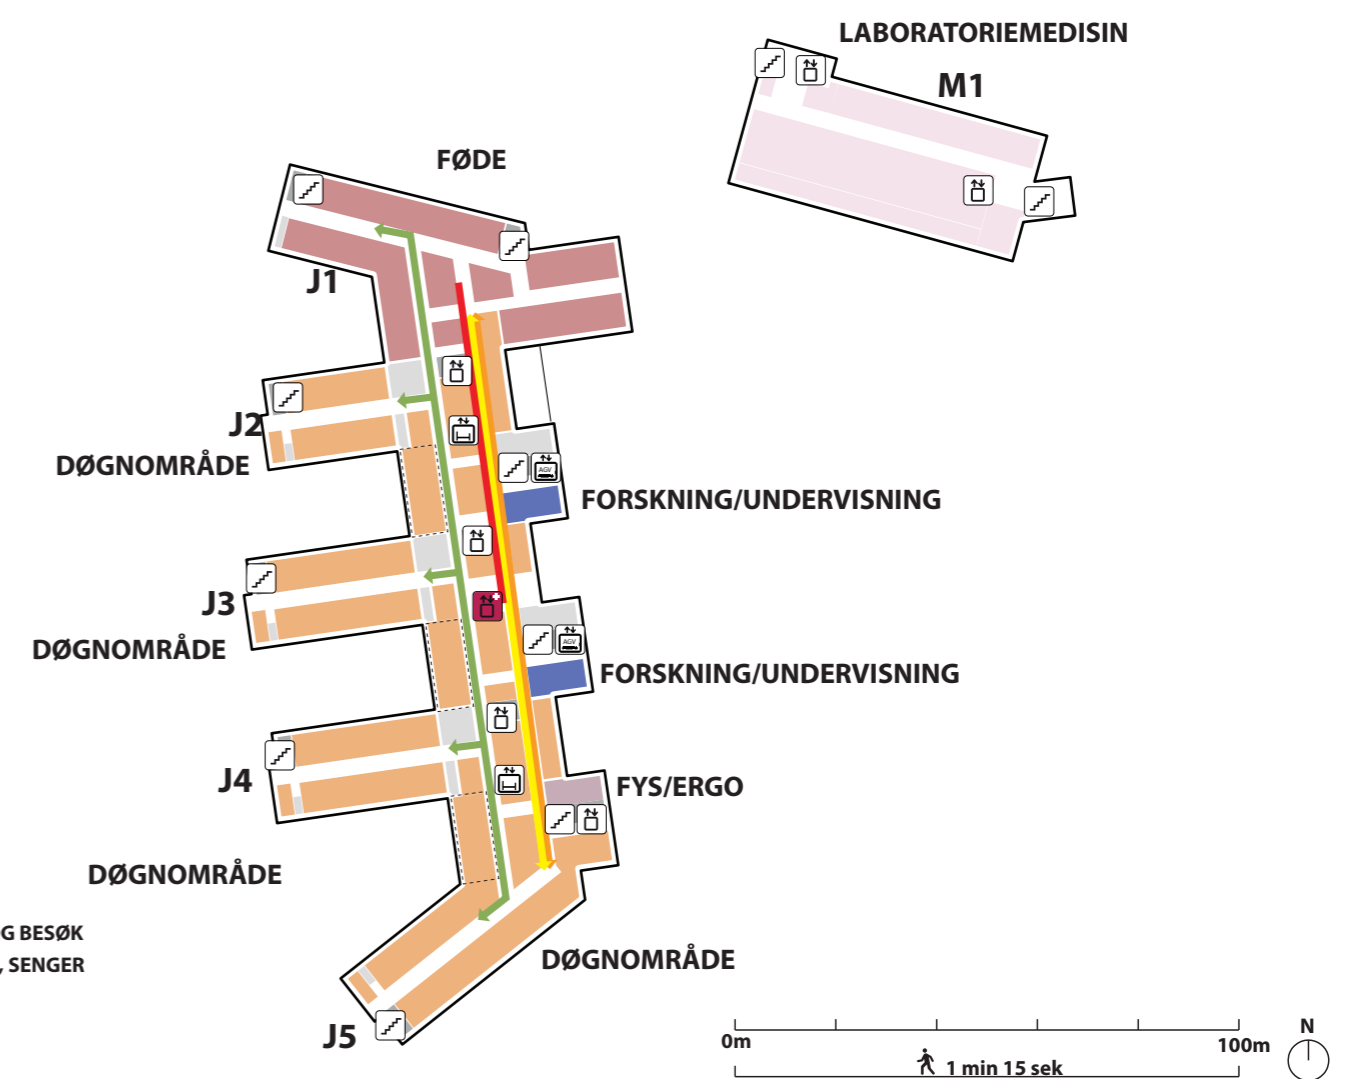 LABORATORIEMEDISIN
M1
FØDE
J1
J2
DØGNOMRÅDE
AGV
FORSKNING/UNDERVISNING
J3
DØGNOMRÅDE
AGV
FORSKNING/UNDERVISNING
J4
FYS/ERGO
DØGNOMRÅDE
G BESØK
, SENGER
DØGNOMRÅDE
J5
0m
100m
N
1 min 15 sek